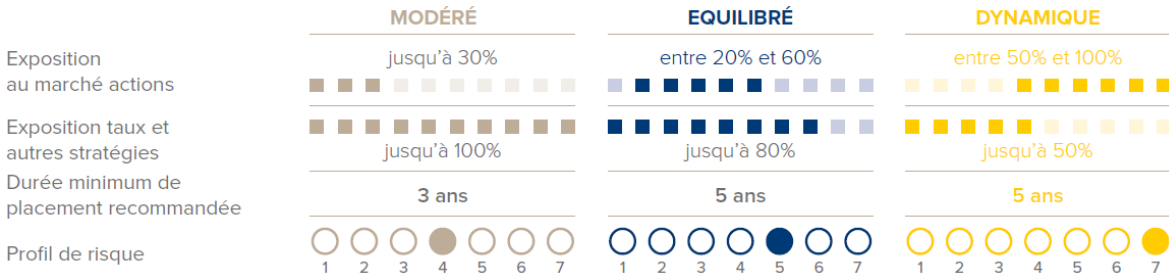 MODÉRÉ EQUILIBRÉ DYNAMIQUE
Exposition
au marché actions
jusqu'à 30% entre 20% et 60% entre 50% et 100%
Exposition taux et
autres stratégies
jusqu'à 100% jusqu'à 80% jusqu'à 50%
Durée minimum de
placement recommandée
3 ans 5 ans 5 ans
Profil de risque
1 2 3 4 5 6 7 1 2 3 4 5 6 7 1 2 3 4 5 6 7